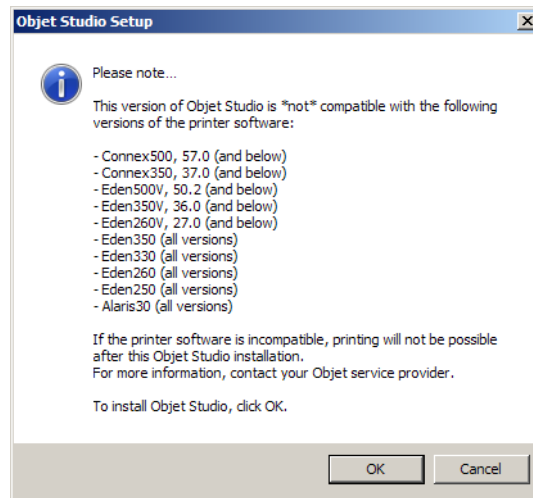 Objet Studio Setup
Please note...
This version of Objet Studio is *not* compatible with the following
versions of the printer software:
- Connex500, 57.0 (and below)
- Connex350, 37.0 (and below)
- Eden500V, 50.2 (and below)
- Eden350V, 36.0 (and below)
- Eden260V, 27.0 (and below)
- Eden350 (all versions)
- Eden330 (all versions)
- Eden260 (all versions)
- Eden250 (all versions)
- Alaris30 (all versions)
If the printer software is incompatible, printing will not be possible
after this Objet Studio installation.
For more information, contact your Objet service provider.
To install Objet Studio, click OK.
OK Cancel